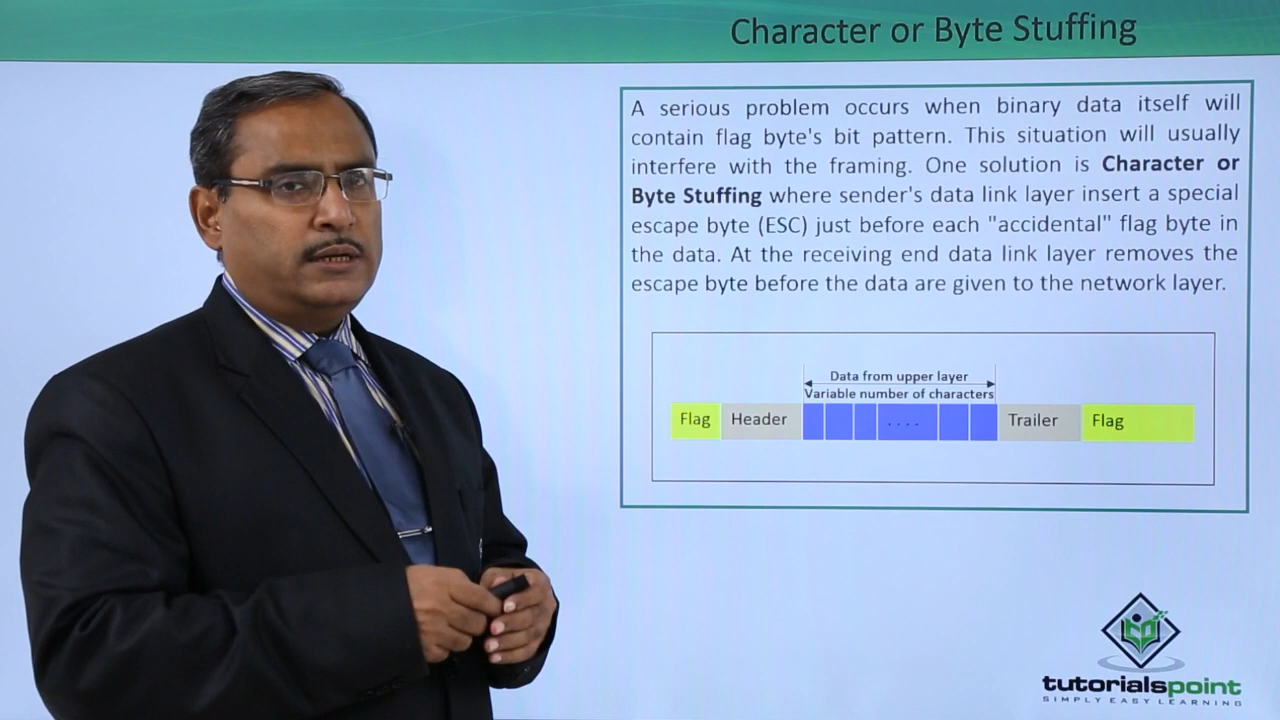 Character or Byte Stuffing
A serious problem occurs when binary data itself will
contain flag byte's bit pattern. This situation will usually
interfere with the framing. One solution is Character or
Byte Stuffing where sender's data link layer insert a special
escape byte (ESC) just before each "accidental" flag byte in
the data. At the receiving end data link layer removes the
escape byte before the data are given to the network layer.
Data from upper layer
Variable number of characters
Flag Header . . . . Trailer Flag
tutorialspoint
SIMPLY EASY LEARNING